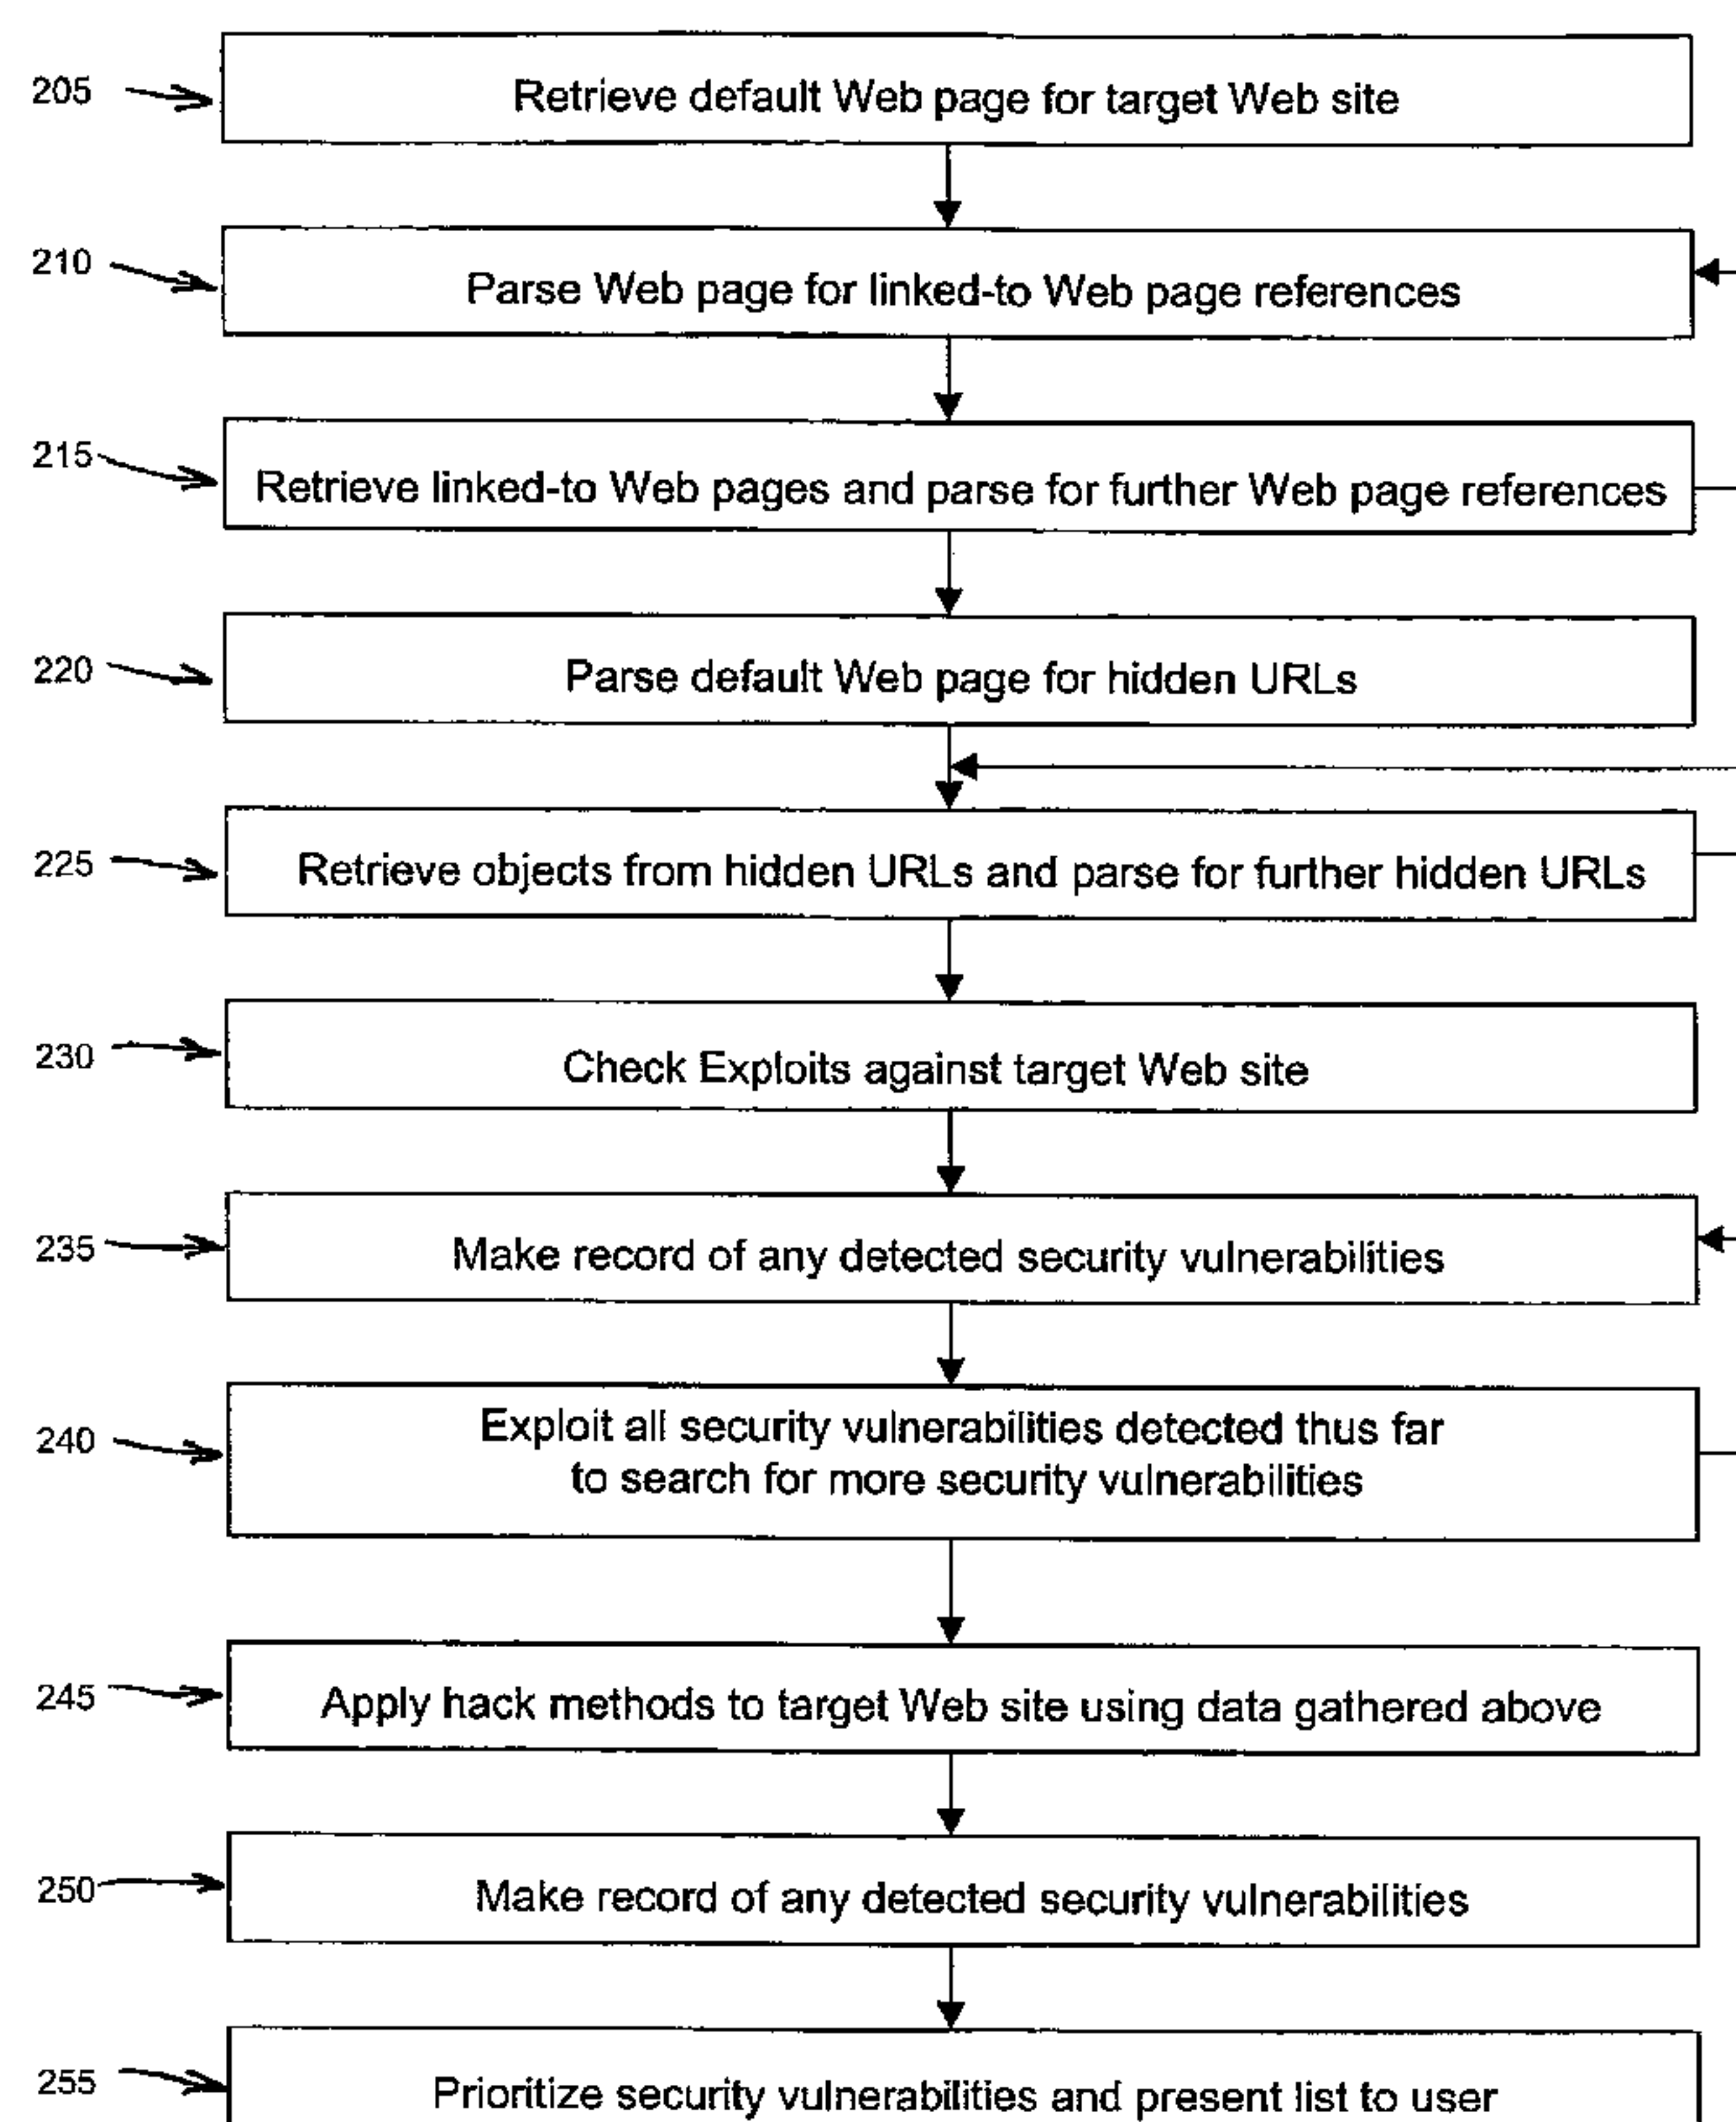 205 Retrieve default Web page for target Web site
210 Parse Web page for linked-to Web page references
215 Retrieve linked-to Web pages and parse for further Web page references
220 Parse default Web page for hidden URLs
225 Retrieve objects from hidden URLs and parse for further hidden URLs
230 Check Exploits against target Web site
235 Make record of any detected security vulnerabilities
240 Exploit all security vulnerabilities detected thus far
to search for more security vulnerabilities
245 Apply hack methods to target Web site using data gathered above
250 Make record of any detected security vulnerabilities
255 Prioritize security vulnerabilities and present list to user